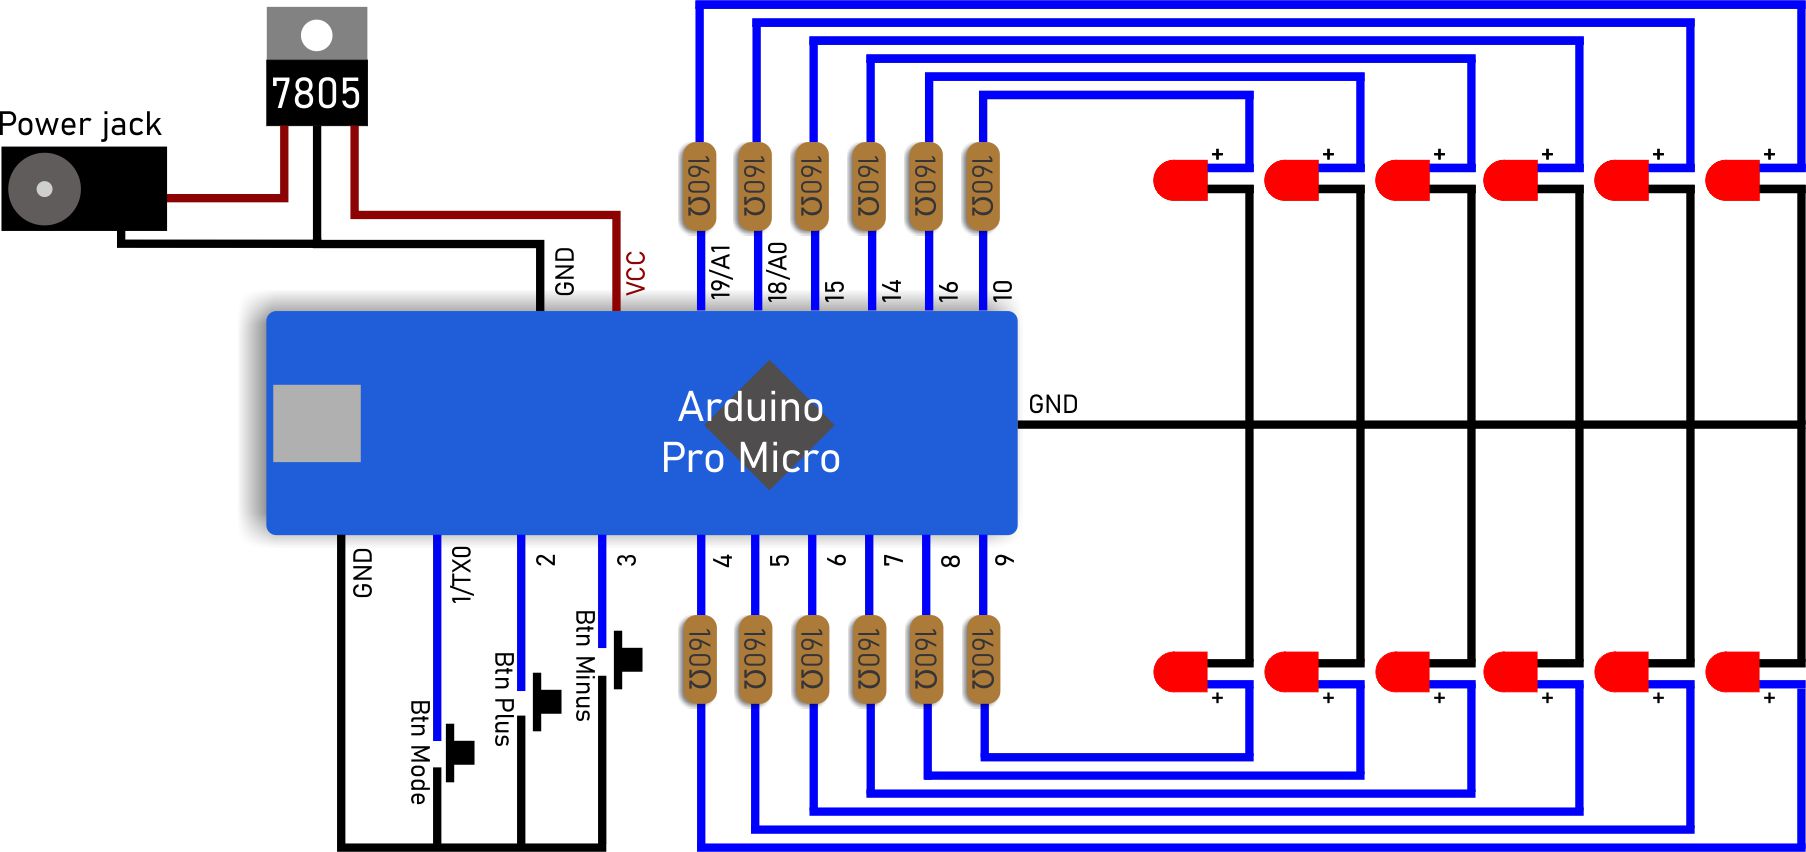 7805
Power jack
+
+
+
+
+
+
160Ω
160Ω
160Ω
160Ω
160Ω
160Ω
GND
VCC
19/A1
18/A0
15
14
16
10
Arduino
Pro Micro
GND
GND
1/TX0
2
3
4
5
6
7
8
9
Btn Mode
Btn Plus
Btn Minus
160Ω
160Ω
160Ω
160Ω
160Ω
160Ω
+
+
+
+
+
+